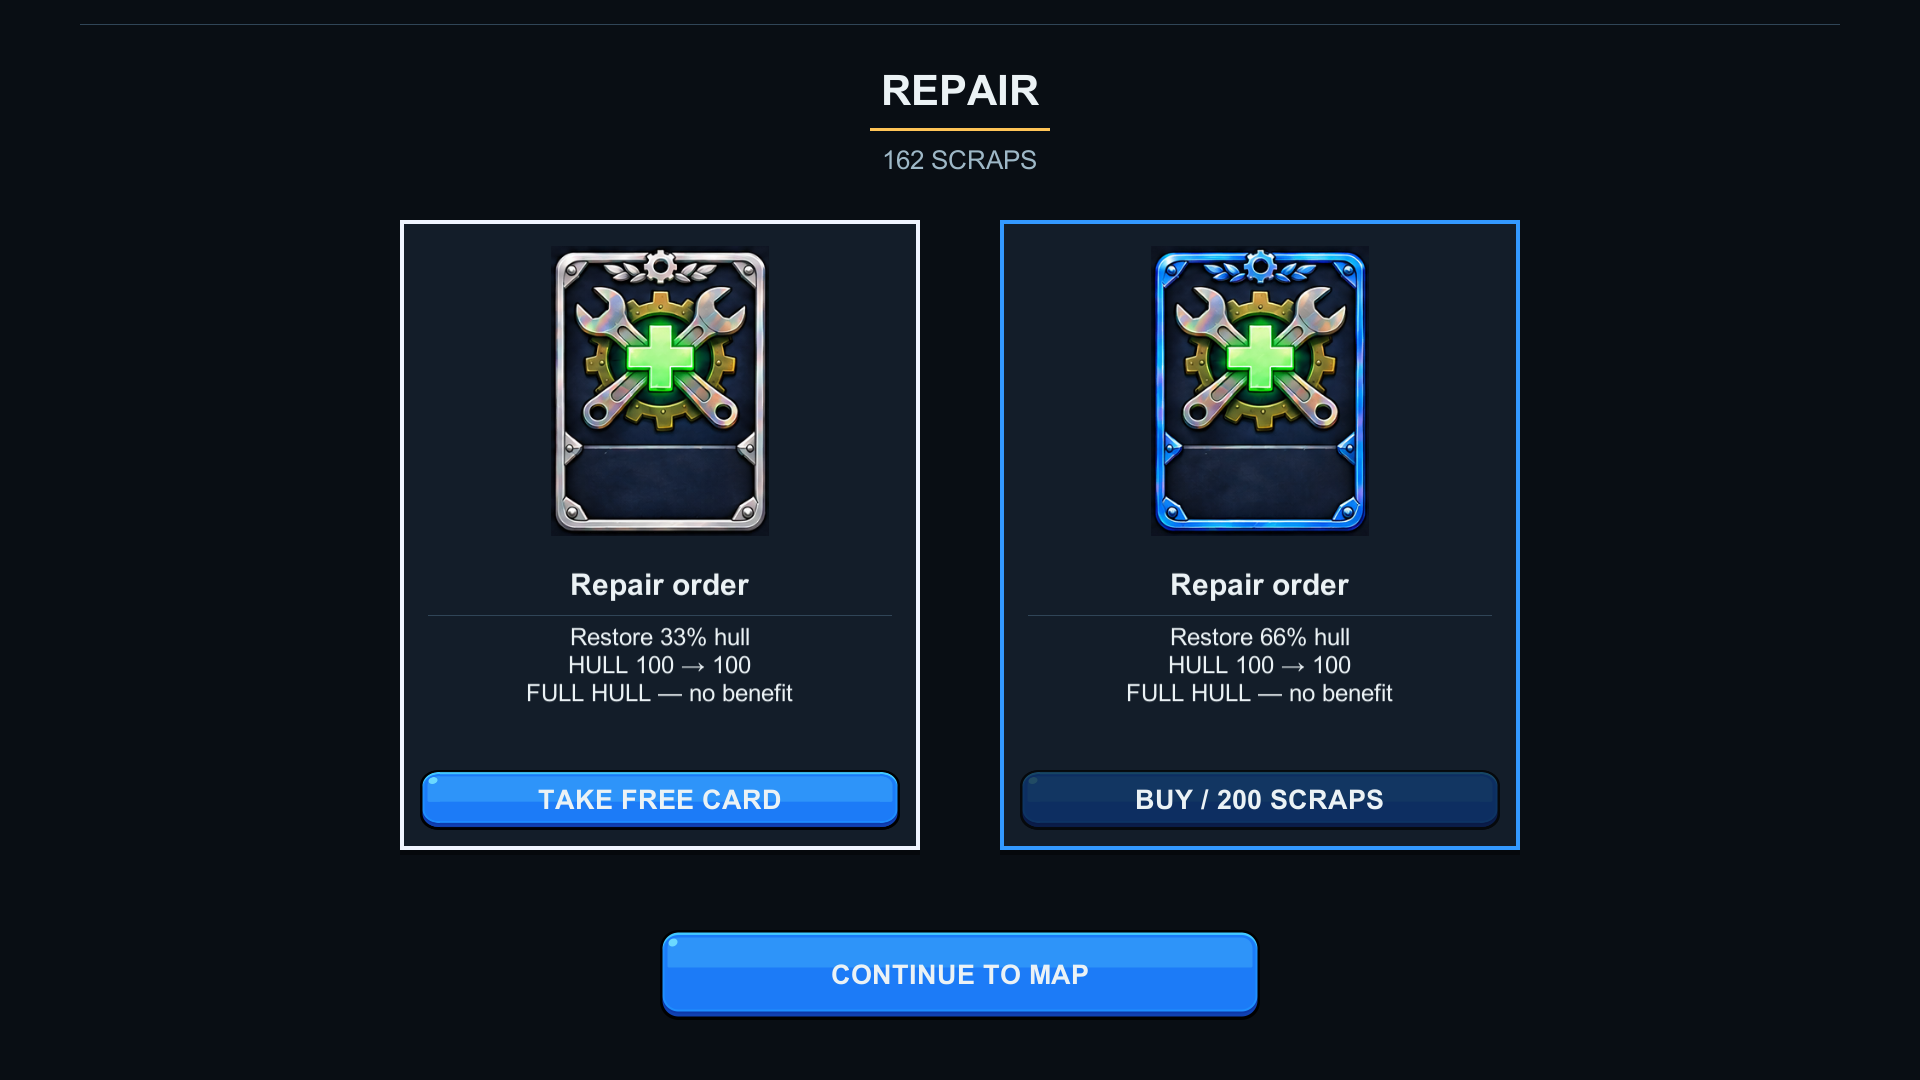 REPAIR
162 SCRAPS
Repair order
Restore 33% hull
HULL 100 → 100
FULL HULL — no benefit
TAKE FREE CARD
Repair order
Restore 66% hull
HULL 100 → 100
FULL HULL — no benefit
BUY / 200 SCRAPS
CONTINUE TO MAP